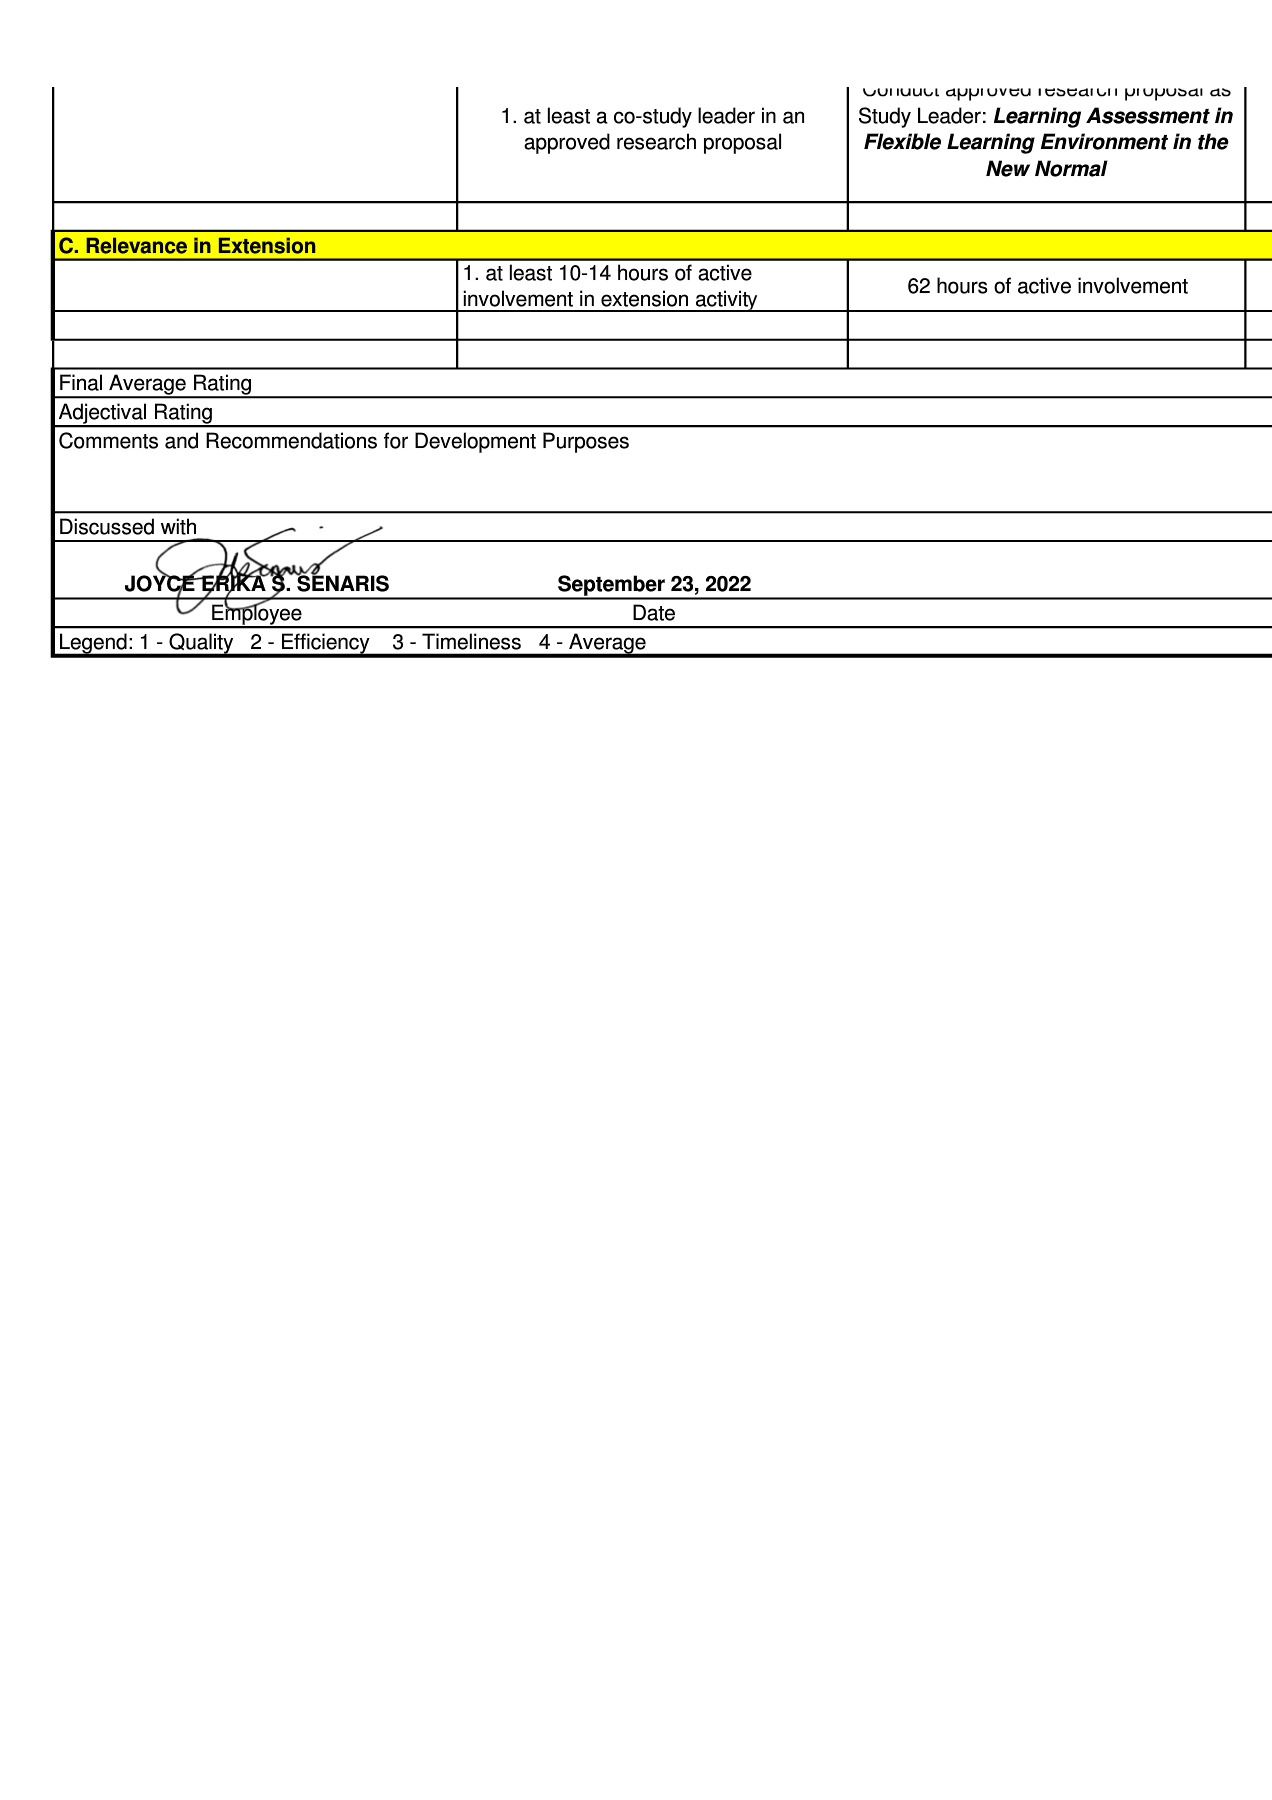 1. at least a co-study leader in an
approved research proposal
Conduct approved research proposal as
Study Leader: Learning Assessment in
Flexible Learning Environment in the
New Normal
C. Relevance in Extension
1. at least 10-14 hours of active
involvement in extension activity
62 hours of active involvement
Final Average Rating
Adjectival Rating
Comments and Recommendations for Development Purposes
Discussed with
JOYCE ERIKA S. SENARIS September 23, 2022
Employee Date
Legend: 1 - Quality 2 - Efficiency 3 - Timeliness 4 - Average